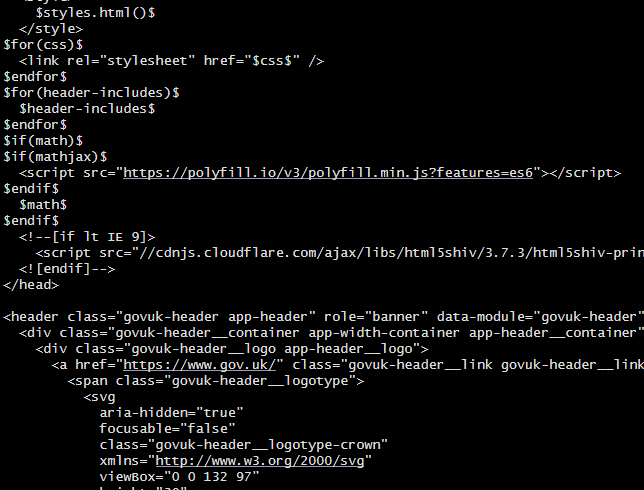 $styles.html()$
</style>
$for(css)$
<link rel="stylesheet" href="$css$" />
$endfor$
$for(header-includes)$
$header-includes$
$endfor$
$if(math)$
$if(mathjax)$
<script src="https://polyfill.io/v3/polyfill.min.js?features=es6"></script>
$endif$
$math$
$endif$
<!--[if lt IE 9]>
<script src="//cdnjs.cloudflare.com/ajax/libs/html5shiv/3.7.3/html5shiv-prin
<![endif]-->
</head>
<header class="govuk-header app-header" role="banner" data-module="govuk-header"
<div class="govuk-header__container app-width-container app-header__container"
<div class="govuk-header__logo app-header__logo">
<a href="https://www.gov.uk/" class="govuk-header__link govuk-header__link
<span class="govuk-header__logotype">
<svg
aria-hidden="true"
focusable="false"
class="govuk-header__logotype-crown"
xmlns="http://www.w3.org/2000/svg"
viewBox="0 0 132 97"